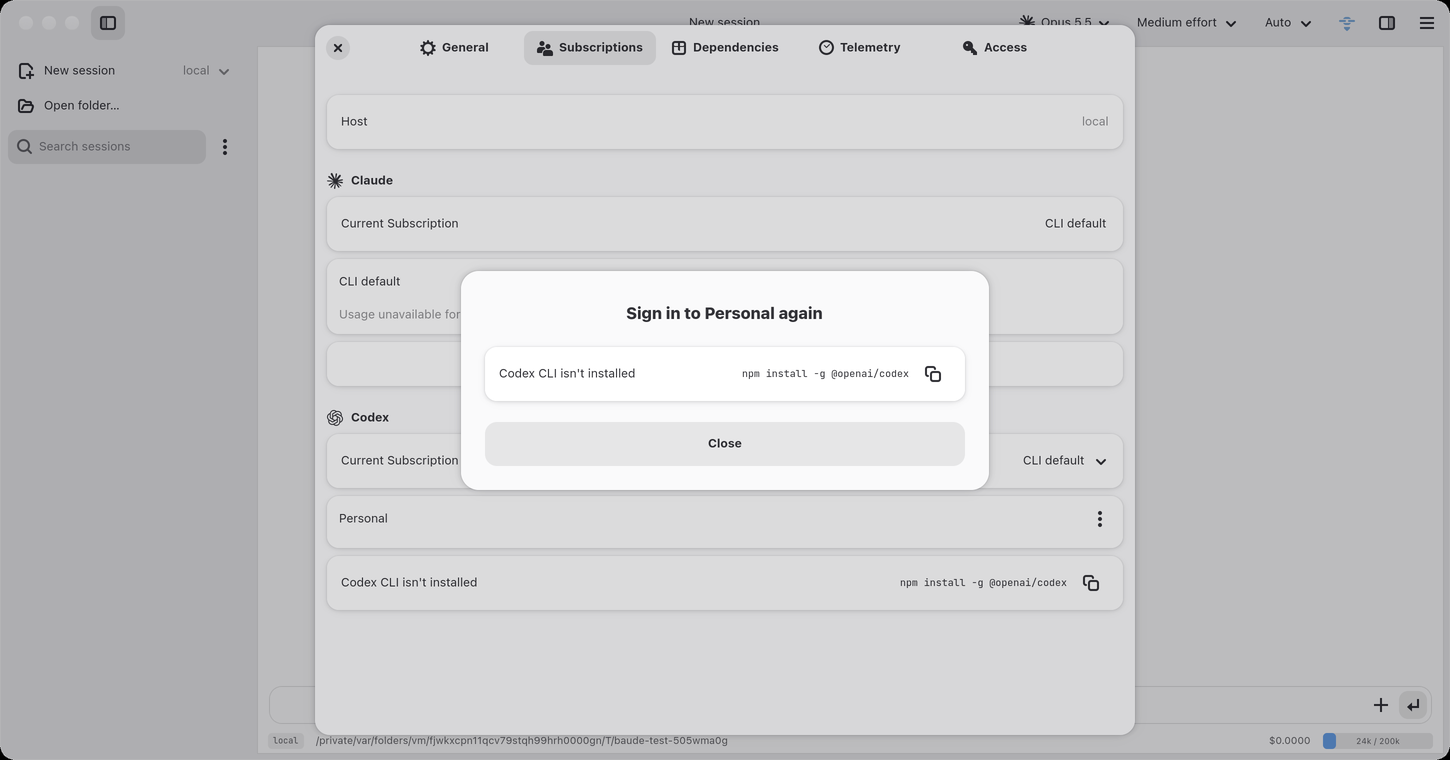 New session
Opus 5.5
Medium effort
Auto
General
Subscriptions
Dependencies
Telemetry
Access
New session
local
Open folder...
Search sessions
Host
local
Claude
Current Subscription
CLI default
CLI default
Usage unavailable for
Sign in to Personal again
Codex CLI isn't installed
npm install -g @openai/codex
Close
Codex
Current Subscription
CLI default
Personal
Codex CLI isn't installed
npm install -g @openai/codex
local
/private/var/folders/vm/fjwkxcpn11qcv79stqh99hrh0000gn/T/baude-test-505wma0g
$0.0000
24k / 200k